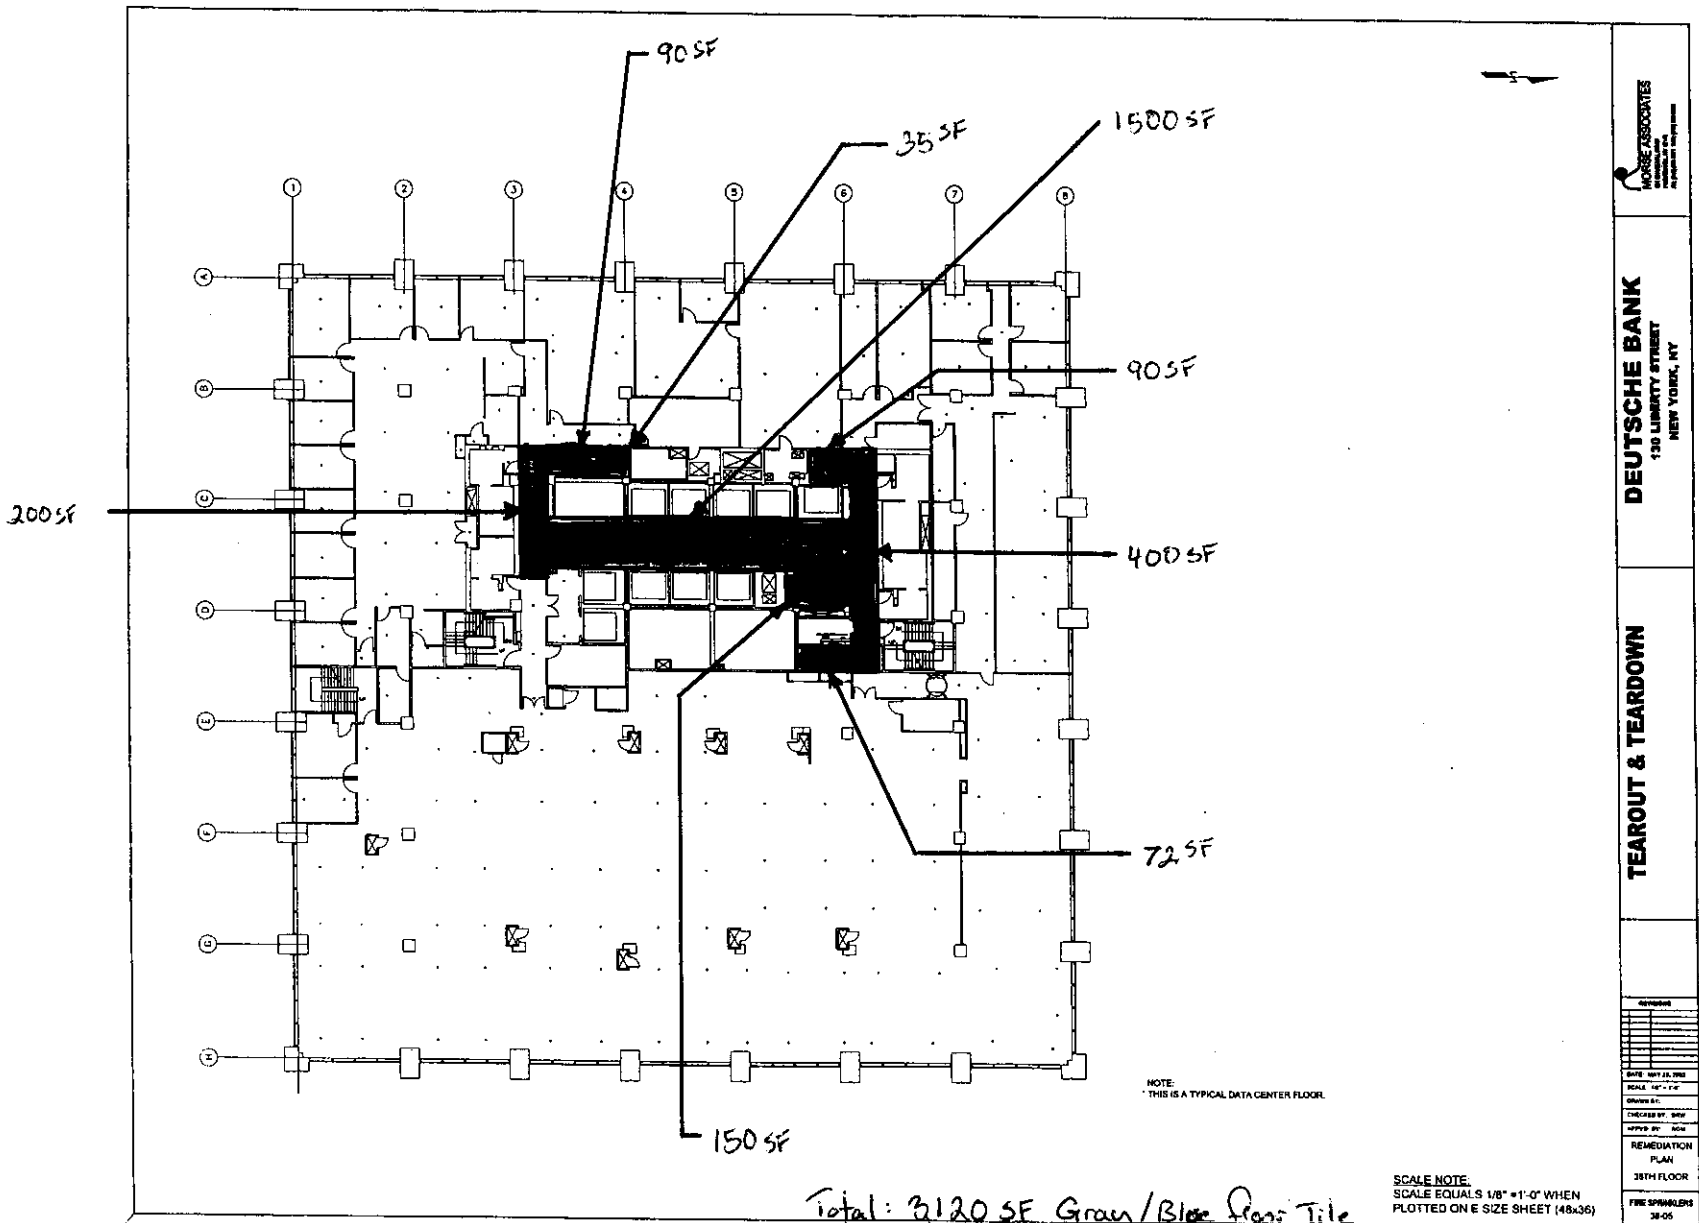 90 SF
35 SF
1500 SF
1
2
3
4
5
6
7
8
A
B
90 SF
C
200 SF
400 SF
D
E
F
72 SF
G
H
NOTE:
THIS IS A TYPICAL DATA CENTER FLOOR.
150 SF
Total: 3120 SF Gray/Blue floor Tile
SCALE NOTE:
SCALE EQUALS 1/8" = 1'-0" WHEN
PLOTTED ON E SIZE SHEET (48x36)
MORSE ASSOCIATES
DEUTSCHE BANK
130 LIBERTY STREET
NEW YORK, NY
TEAROUT & TEARDOWN
REVISIONS
CHECKED BY:
REMEDIATION
PLAN
FIRE SPRINKLERS